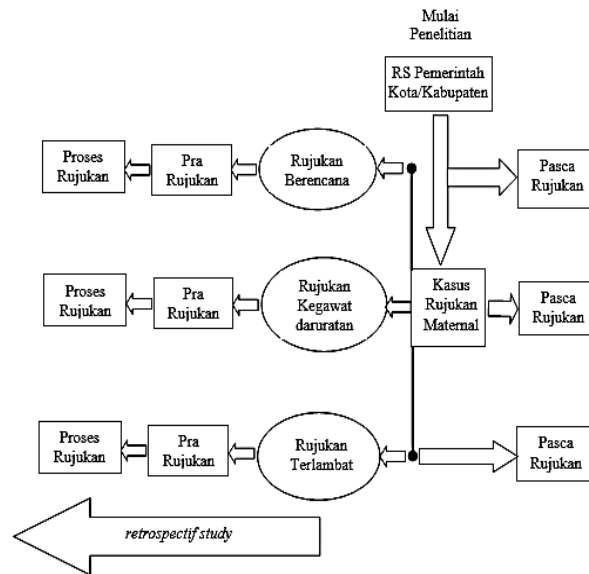 Mulai
Penelitian
RS Pemerintah
Kota/Kabupaten
Proses
Rujukan
Pra
Rujukan
Rujukan
Berencana
Pasca
Rujukan
Proses
Rujukan
Pra
Rujukan
Rujukan
Kegawat
daruratan
Kasus
Rujukan
Maternal
Pasca
Rujukan
Proses
Rujukan
Pra
Rujukan
Rujukan
Terlambat
Pasca
Rujukan
retrospectif study